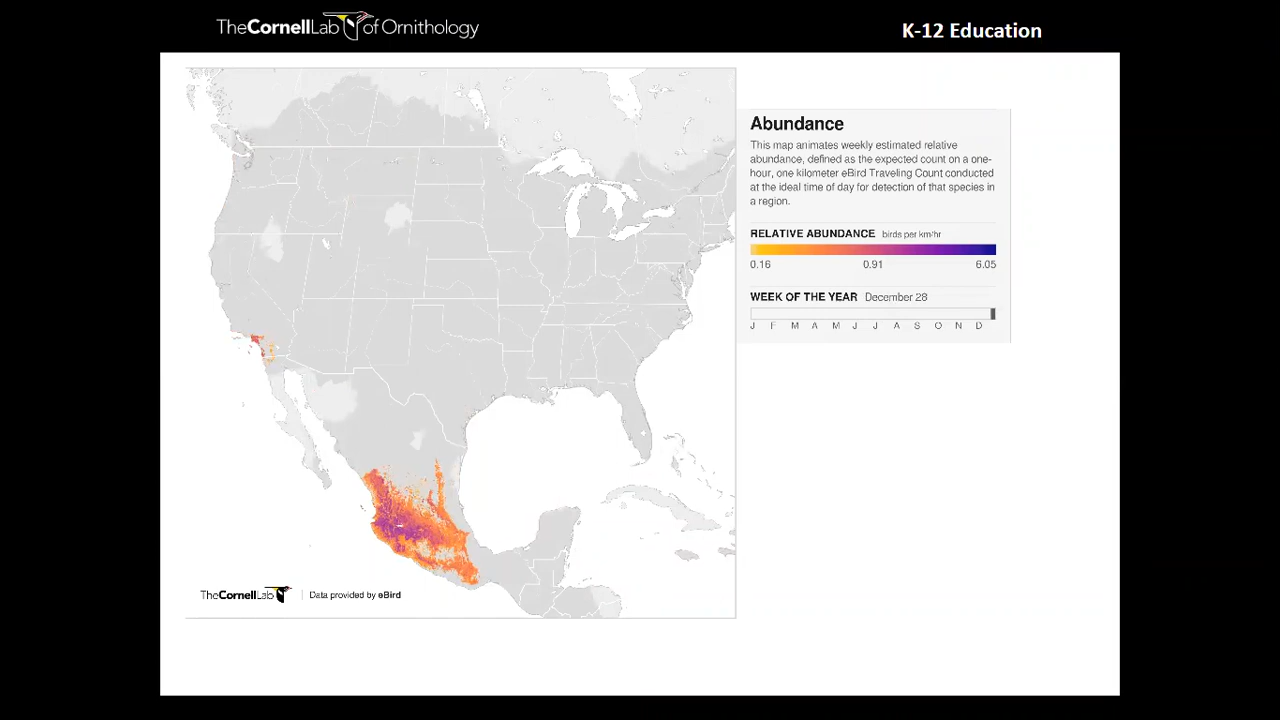 TheCornellLab of Ornithology
K-12 Education
Abundance
This map animates weekly estimated relative
abundance, defined as the expected count on a one-
hour, one kilometer eBird Traveling Count conducted
at the ideal time of day for detection of that species in
a region.
RELATIVE ABUNDANCE birds per km/hr
0.16 0.91 6.05
WEEK OF THE YEAR December 28
J F M A M J J A S O N D
TheCornellLab Data provided by eBird